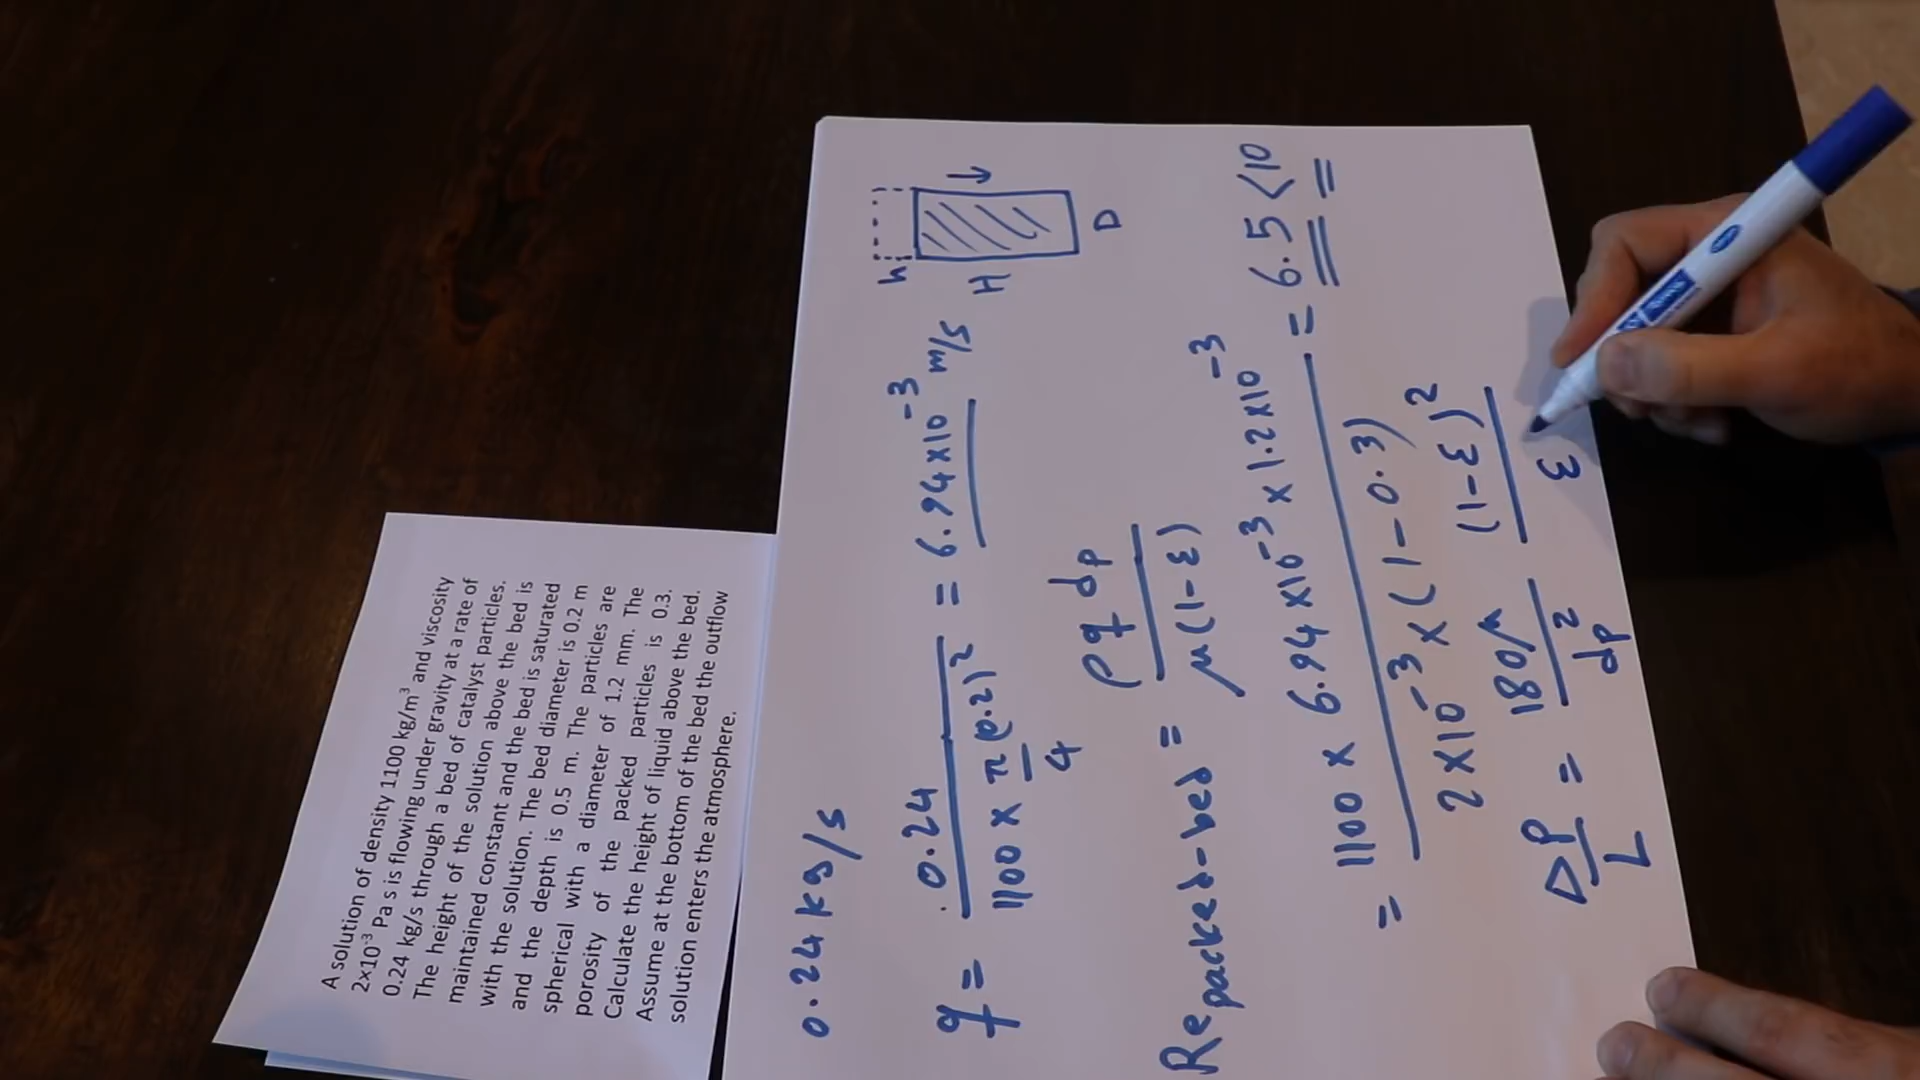 A solution of density 1100 kg/m³ and viscosity
2×10⁻³ Pa s is flowing under gravity at a rate of
0.24 kg/s through a bed of catalyst particles.
The height of the solution above the bed is
maintained constant and the bed is saturated
with the solution. The bed diameter is 0.2 m
and the depth is 0.5 m. The particles are
spherical with a diameter of 1.2 mm. The
porosity of the packed particles is 0.3.
Calculate the height of liquid above the bed.
Assume at the bottom of the bed the outflow
solution enters the atmosphere.
0.24 kg/s
h
H
D
q = 0.24 / 1100 × π(0.2)² / 4 = 6.94×10⁻³ m/s
Re packed-bed = ρ q dp / μ(1-ε)
= 1100 × 6.94×10⁻³ × 1.2×10⁻³ / 2×10⁻³ × (1-0.3) = 6.5 < 10
ΔP / L = 180μ / dp² (1-ε)² / ε